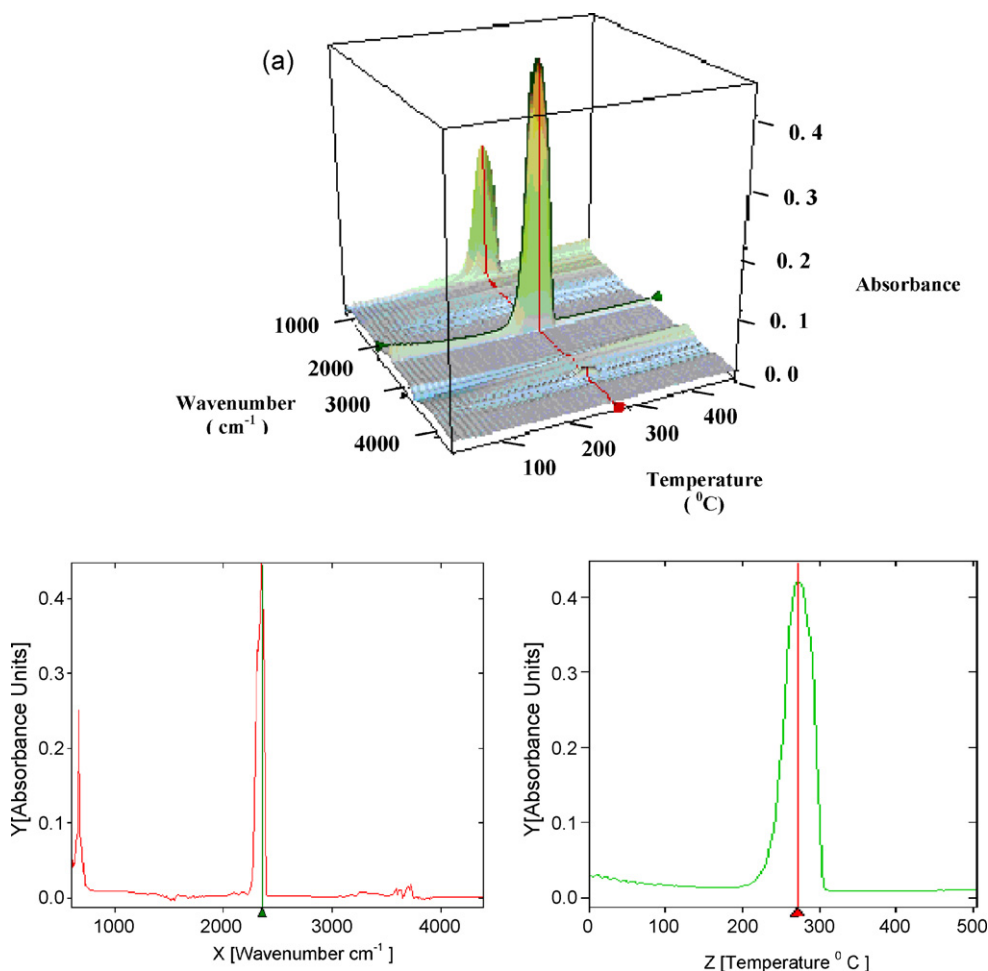 (a)
0. 4
0. 3
0. 2
0. 1
0. 0
Absorbance
1000
2000
3000
4000
Wavenumber
( cm⁻¹ )
100
200
300
400
Temperature
( ⁰C)
Y[Absorbance Units]
0.4
0.3
0.2
0.1
0.0
1000 2000 3000 4000
X [Wavenumber cm⁻¹]
Y[Absorbance Units]
0.4
0.3
0.2
0.1
0.0
0 100 200 300 400 500
Z [Temperature ⁰ C ]